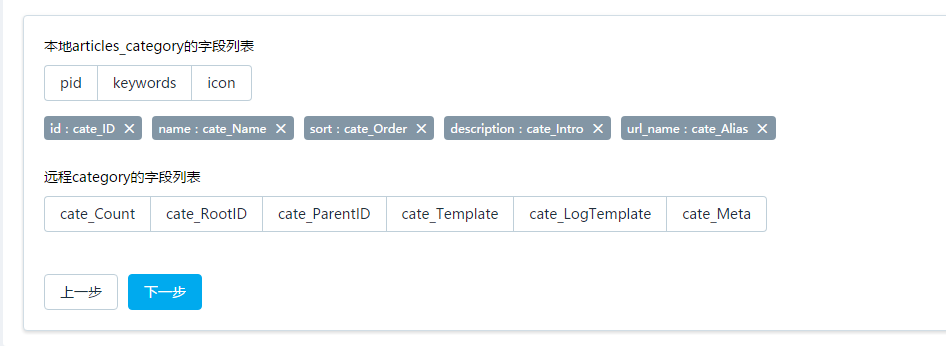 本地articles_category的字段列表
pid keywords icon
id : cate_ID ✕ name : cate_Name ✕ sort : cate_Order ✕ description : cate_Intro ✕ url_name : cate_Alias ✕
远程category的字段列表
cate_Count cate_RootID cate_ParentID cate_Template cate_LogTemplate cate_Meta
上一步 下一步